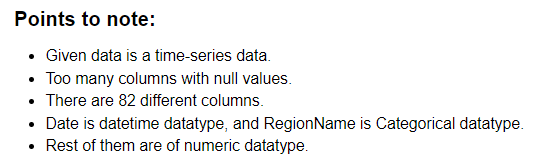 Points to note:
• Given data is a time-series data.
• Too many columns with null values.
• There are 82 different columns.
• Date is datetime datatype, and RegionName is Categorical datatype.
• Rest of them are of numeric datatype.